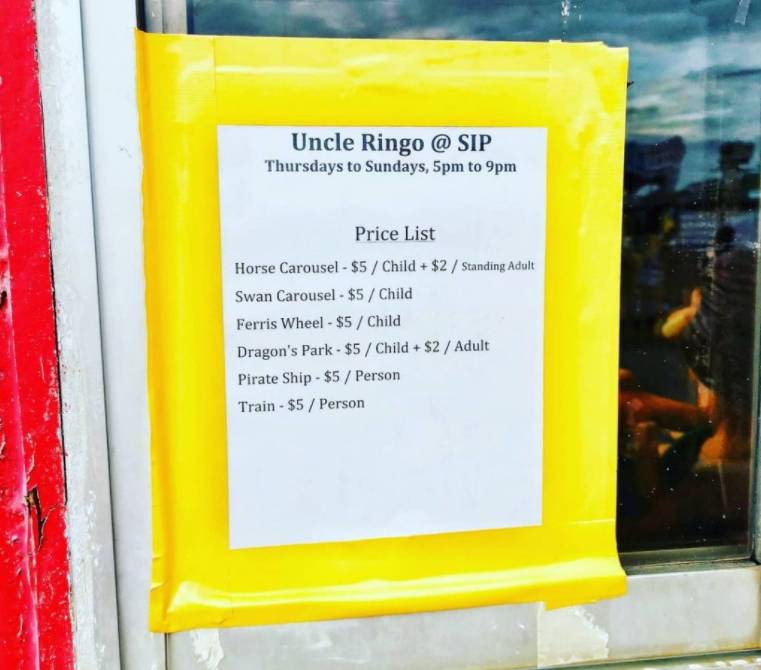 Uncle Ringo @ SIP
Thursdays to Sundays, 5pm to 9pm
Price List
Horse Carousel - $5 / Child + $2 / Standing Adult
Swan Carousel - $5 / Child
Ferris Wheel - $5 / Child
Dragon's Park - $5 / Child + $2 / Adult
Pirate Ship - $5 / Person
Train - $5 / Person